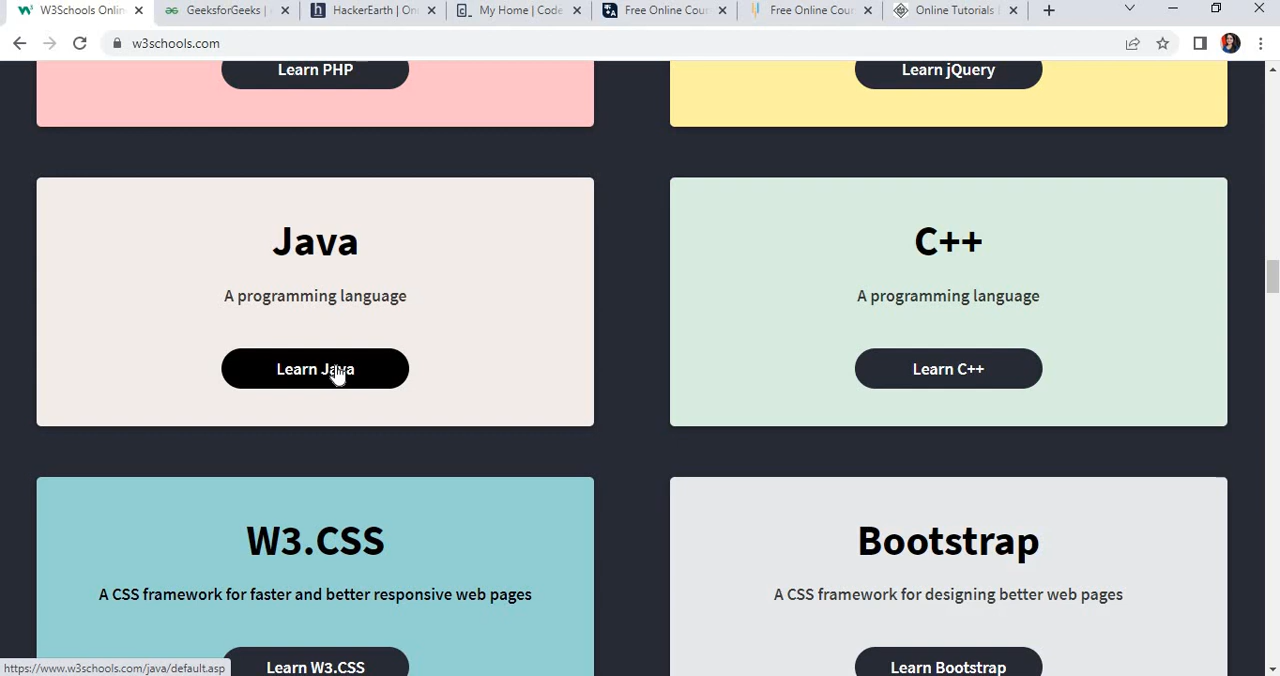 W3Schools Onlin
GeeksforGeeks |
HackerEarth | On
My Home | Code
Free Online Cou
Free Online Cou
Online Tutorials
w3schools.com
Learn PHP
Learn jQuery
Java
C++
A programming language
A programming language
Learn Java
Learn C++
W3.CSS
Bootstrap
A CSS framework for faster and better responsive web pages
A CSS framework for designing better web pages
Learn W3.CSS
Learn Bootstrap
https://www.w3schools.com/java/default.asp